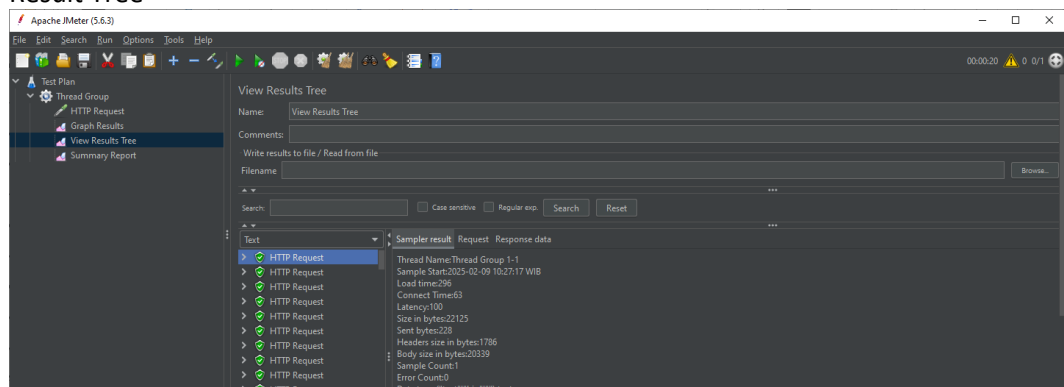 Result Tree
Apache JMeter (5.6.3)
File Edit Search Run Options Tools Help
00:00:20 0 0/1
Test Plan
Thread Group
HTTP Request
Graph Results
View Results Tree
Summary Report
View Results Tree
Name: View Results Tree
Comments:
Write results to file / Read from file
Filename Browse...
Search: Case sensitive Regular exp. Search Reset
Text
HTTP Request
HTTP Request
HTTP Request
HTTP Request
HTTP Request
HTTP Request
HTTP Request
HTTP Request
HTTP Request
Sampler result Request Response data
Thread Name:Thread Group 1-1
Sample Start:2025-02-09 10:27:17 WIB
Load time:296
Connect Time:63
Latency:100
Size in bytes:22125
Sent bytes:228
Headers size in bytes:1786
Body size in bytes:20339
Sample Count:1
Error Count:0